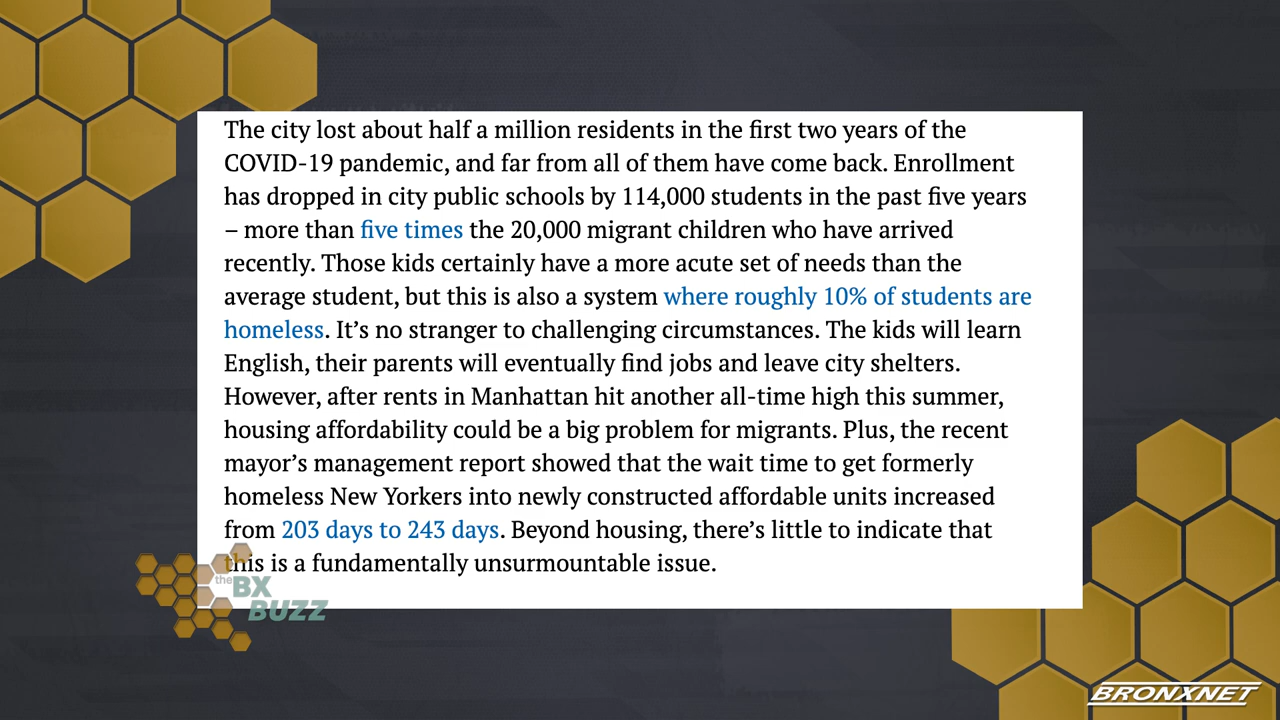 The city lost about half a million residents in the first two years of the
COVID-19 pandemic, and far from all of them have come back. Enrollment
has dropped in city public schools by 114,000 students in the past five years
– more than five times the 20,000 migrant children who have arrived
recently. Those kids certainly have a more acute set of needs than the
average student, but this is also a system where roughly 10% of students are
homeless. It’s no stranger to challenging circumstances. The kids will learn
English, their parents will eventually find jobs and leave city shelters.
However, after rents in Manhattan hit another all-time high this summer,
housing affordability could be a big problem for migrants. Plus, the recent
mayor’s management report showed that the wait time to get formerly
homeless New Yorkers into newly constructed affordable units increased
from 203 days to 243 days. Beyond housing, there’s little to indicate that
this is a fundamentally unsurmountable issue.
the BX
BUZZ
BRONXNET